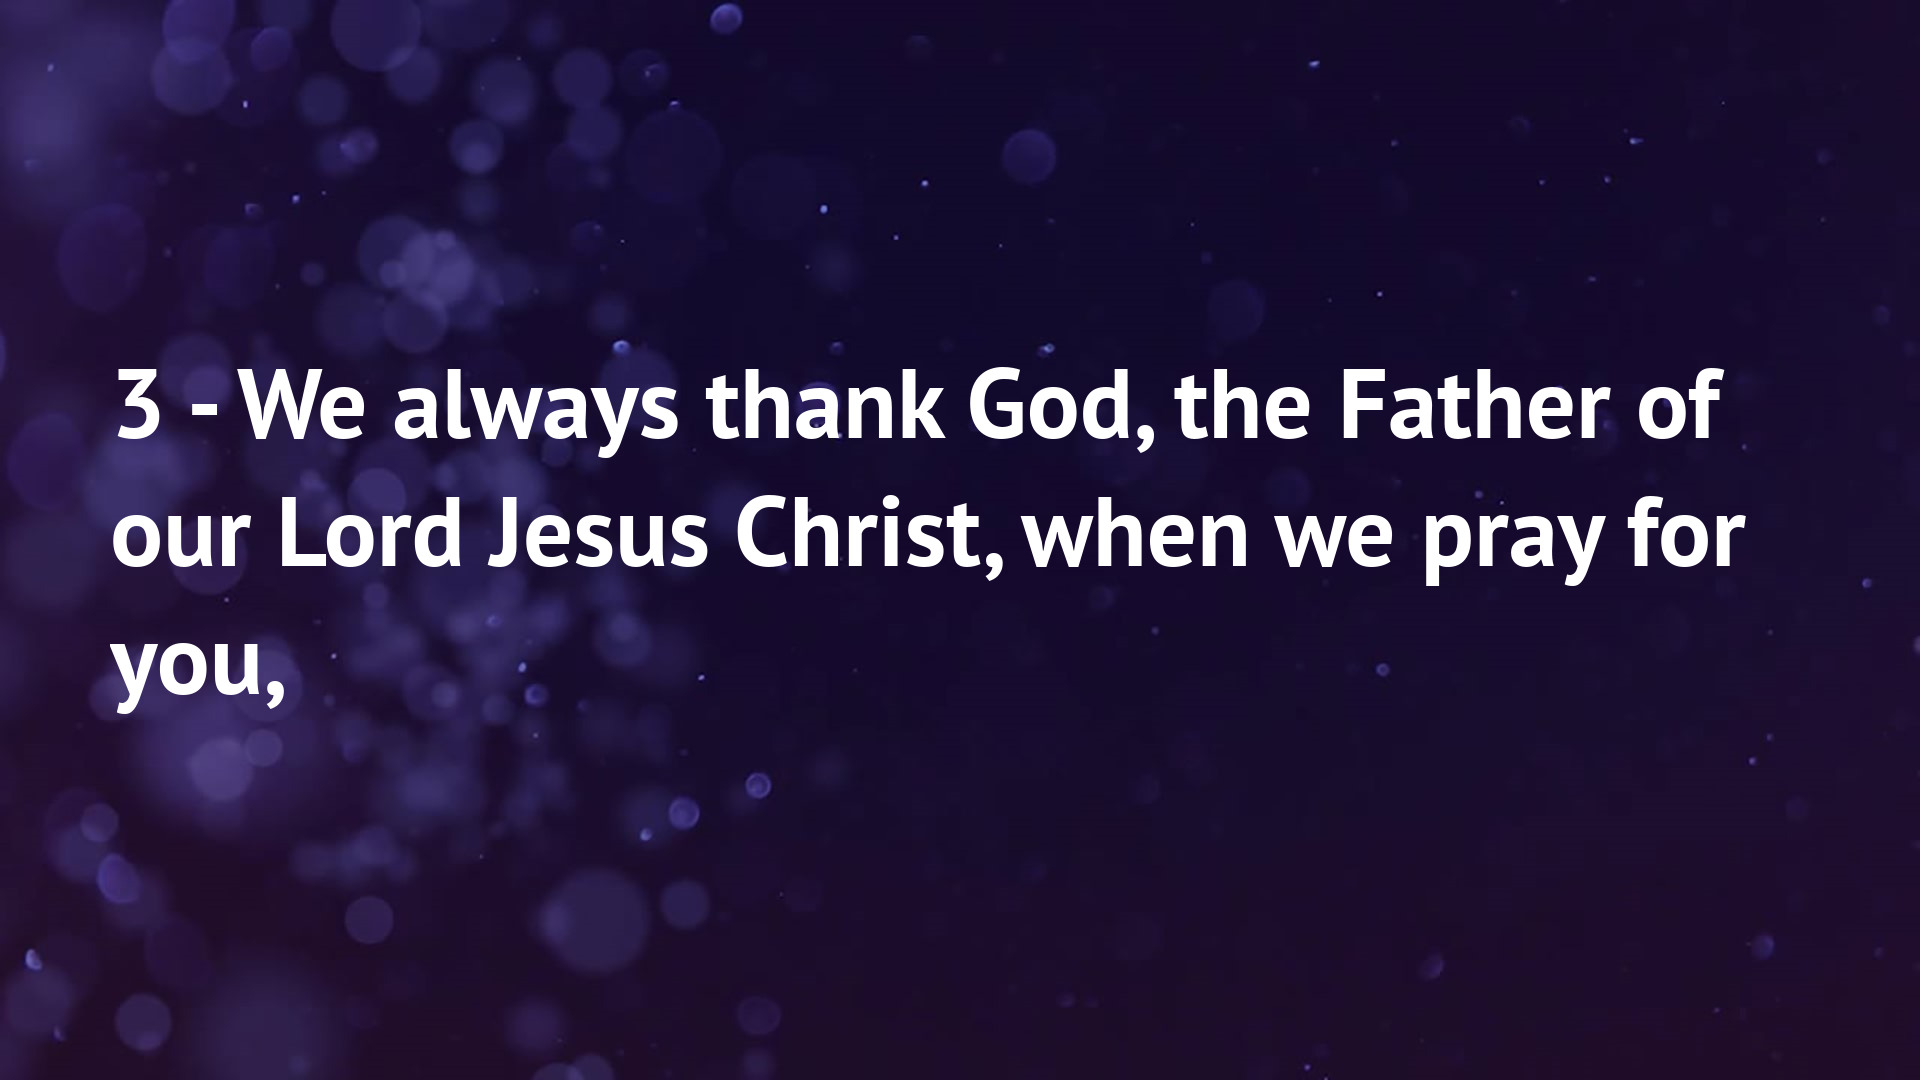 3 - We always thank God, the Father of
our Lord Jesus Christ, when we pray for
you,